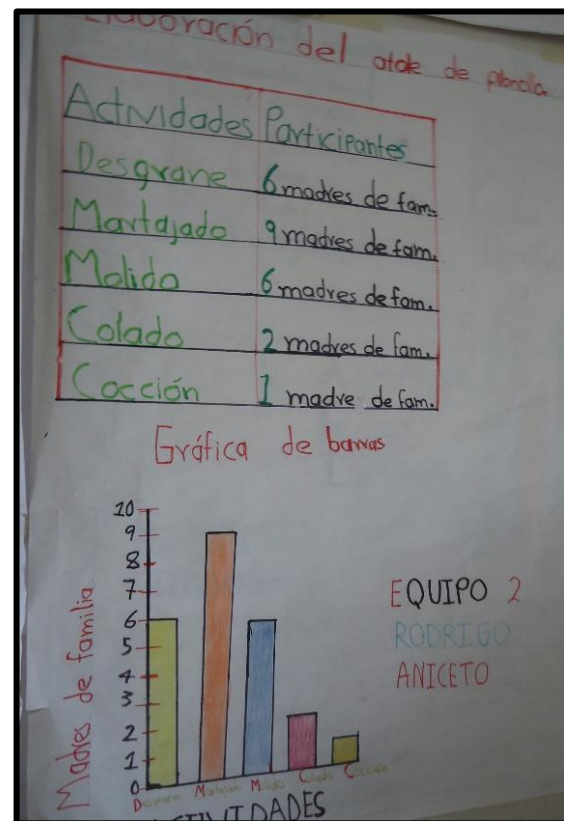 Elaboración del atole de planilla
Actividades Participantes
Desgrane 6 madres de fam.
Martajado 9 madres de fam.
Molido 6 madres de fam.
Colado 2 madres de fam.
Cocción 1 madre de fam.
Gráfica de barras
10
9
8
7
6
5
4
3
2
1
0
Madres de familia
Desgrane Martajado Molido Colado Cocción
ACTIVIDADES
EQUIPO 2
RODRIGO
ANICETO